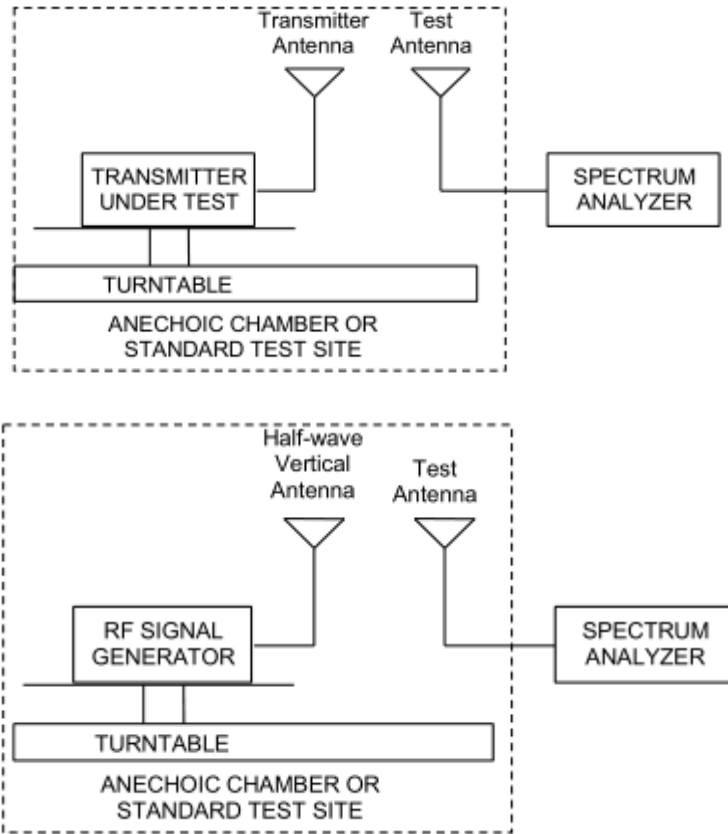 Transmitter
Antenna
Test
Antenna
TRANSMITTER
UNDER TEST
SPECTRUM
ANALYZER
TURNTABLE
ANECHOIC CHAMBER OR
STANDARD TEST SITE
Half-wave
Vertical
Antenna
Test
Antenna
RF SIGNAL
GENERATOR
SPECTRUM
ANALYZER
TURNTABLE
ANECHOIC CHAMBER OR
STANDARD TEST SITE